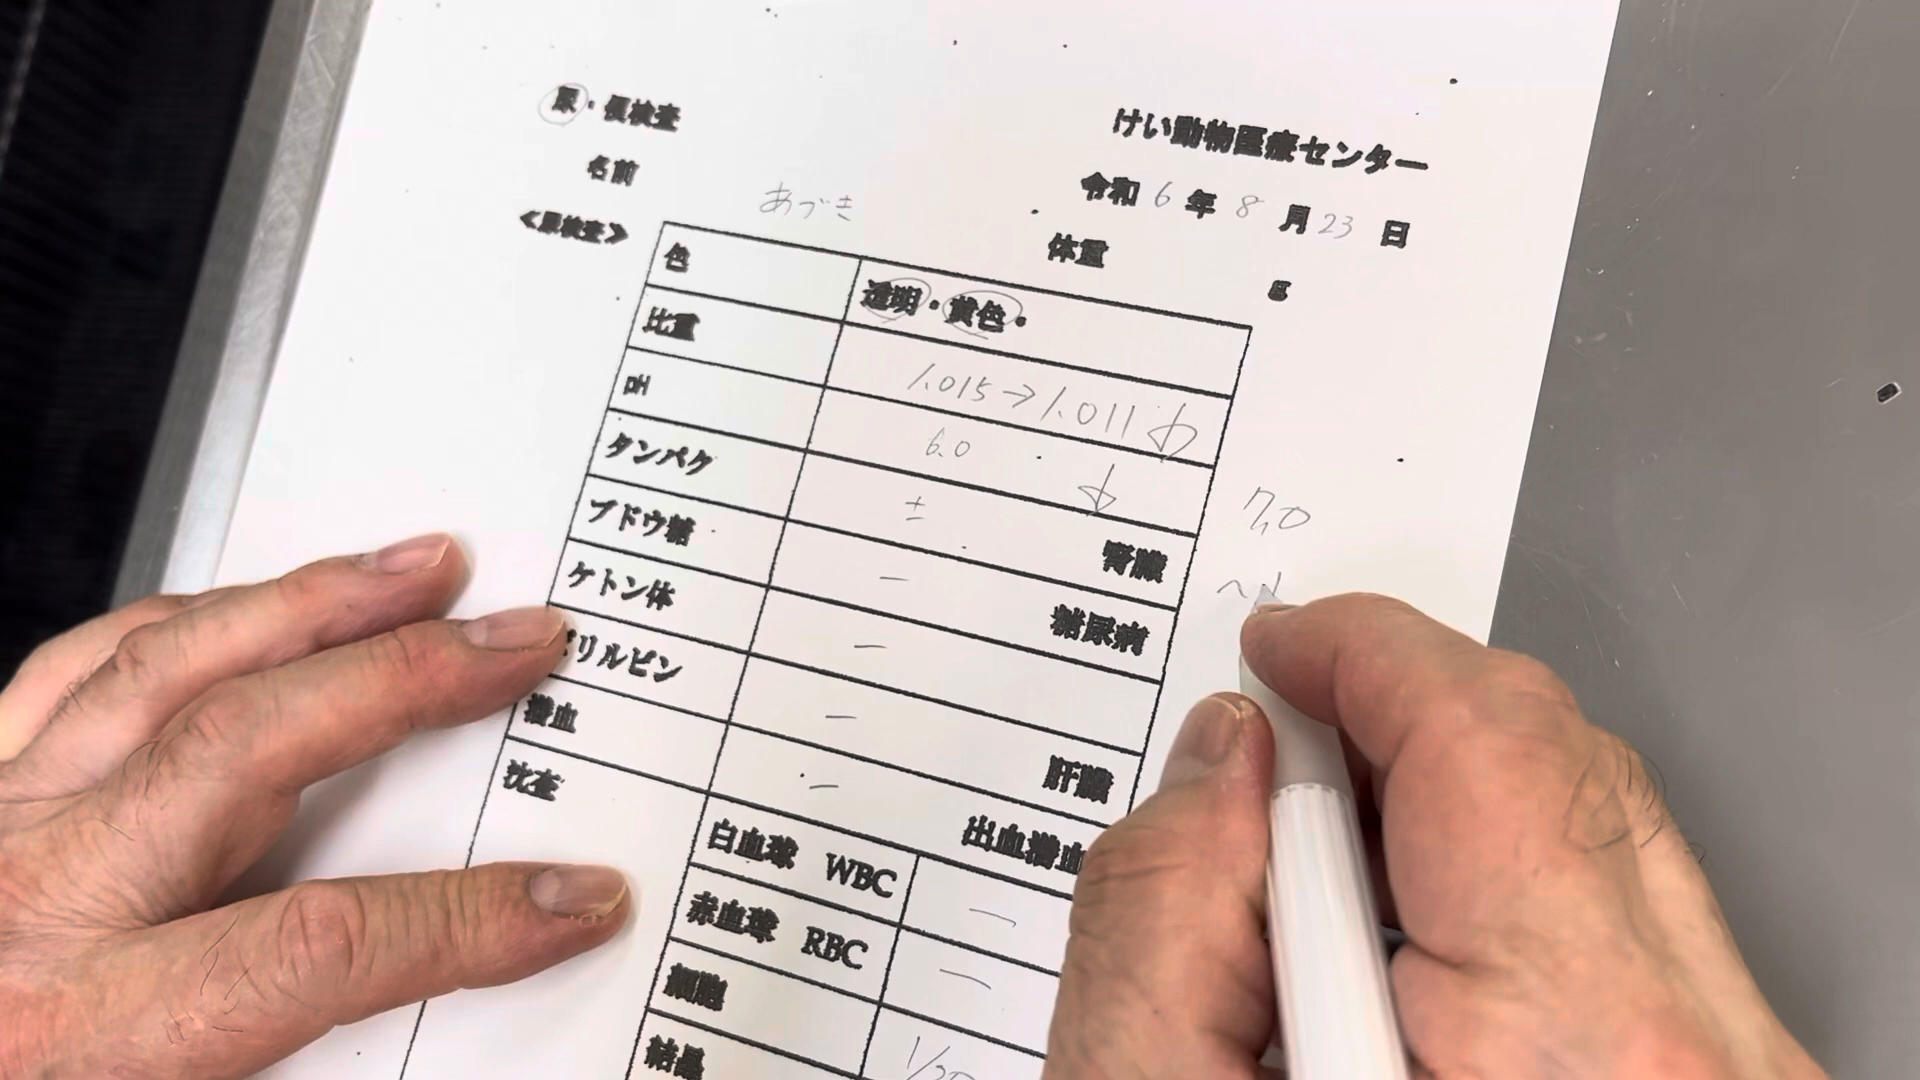 尿・便検査
けい動物医療センター
名前 あづき
令和 6 年 8 月 23 日
<尿検査>
体重 g
色 透明・黄色・
比重 1.015→1.011 ↓
PH 6.0 ↓
タンパク ± 腎臓
7.0
ブドウ糖 - 糖尿病
ケトン体 -
ビリルビン - 肝臓
潜血 - 出血潜血
沈査
白血球 WBC -
赤血球 RBC -
細胞
結晶